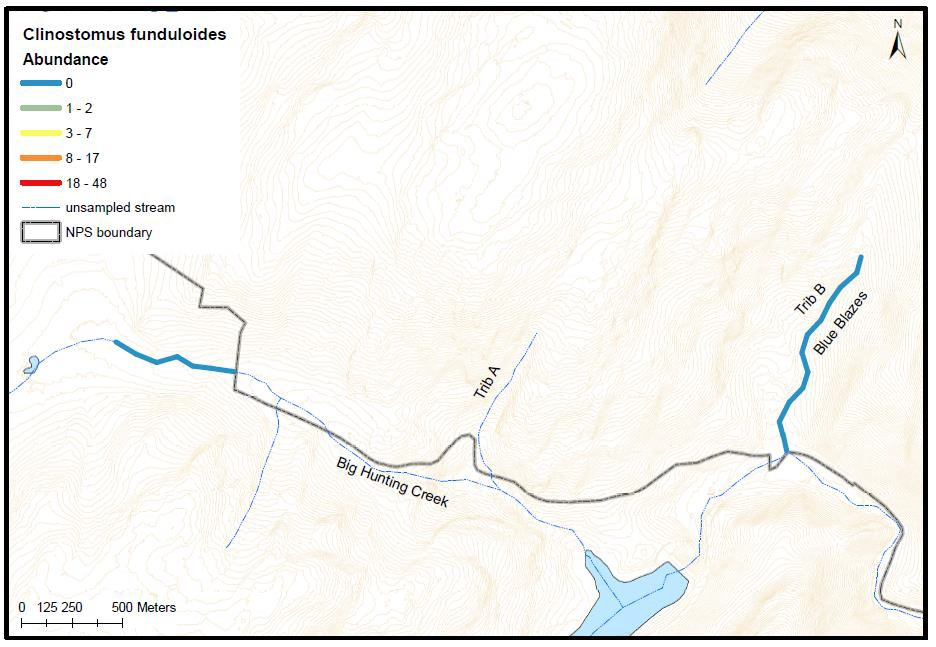 Clinostomus funduloides
Abundance
0
1 - 2
3 - 7
8 - 17
18 - 48
unsampled stream
NPS boundary
N
Trib B
Blue Blazes
Trib A
Big Hunting Creek
0 125 250 500 Meters